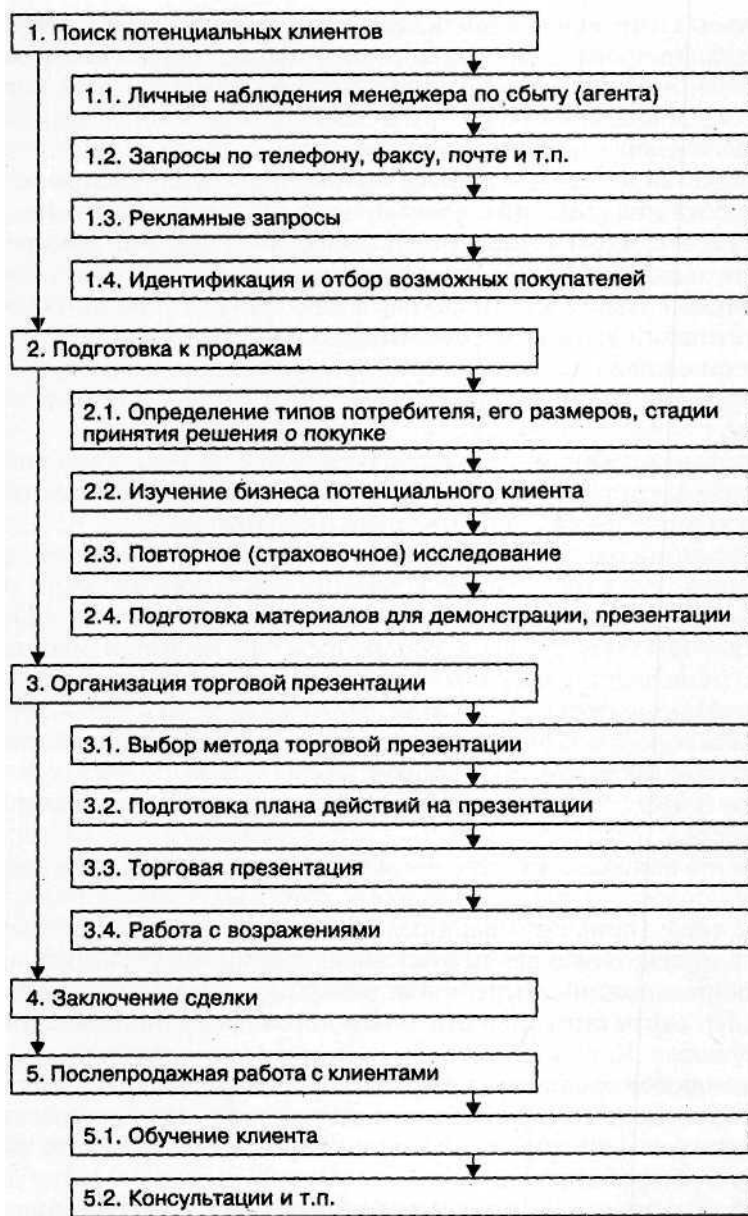 1. Поиск потенциальных клиентов
1.1. Личные наблюдения менеджера по сбыту (агента)
1.2. Запросы по телефону, факсу, почте и т.п.
1.3. Рекламные запросы
1.4. Идентификация и отбор возможных покупателей
2. Подготовка к продажам
2.1. Определение типов потребителя, его размеров, стадии
принятия решения о покупке
2.2. Изучение бизнеса потенциального клиента
2.3. Повторное (страховочное) исследование
2.4. Подготовка материалов для демонстрации, презентации
3. Организация торговой презентации
3.1. Выбор метода торговой презентации
3.2. Подготовка плана действий на презентации
3.3. Торговая презентация
3.4. Работа с возражениями
4. Заключение сделки
5. Послепродажная работа с клиентами
5.1. Обучение клиента
5.2. Консультации и т.п.